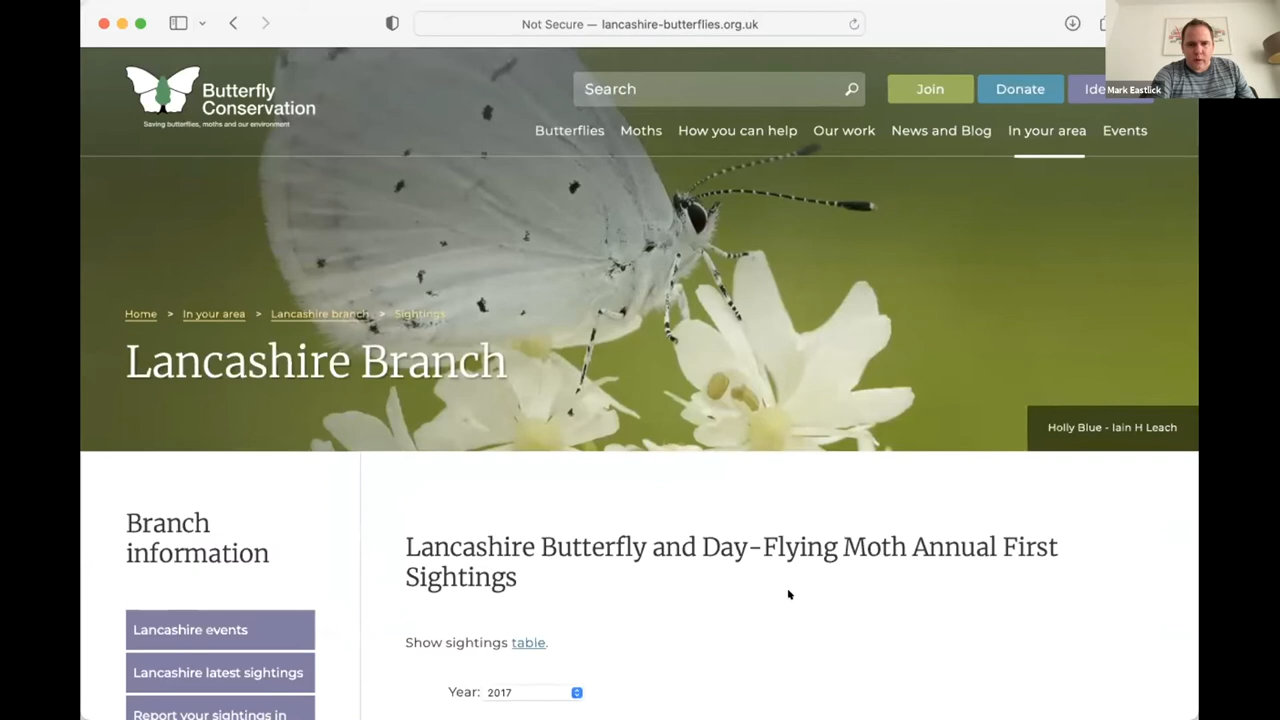 Not Secure — lancashire-butterflies.org.uk
Mark Eastlick
Butterfly
Conservation
Saving butterflies, moths and our environment
Search
Join
Donate
Ide
Butterflies
Moths
How you can help
Our work
News and Blog
In your area
Events
Home > In your area > Lancashire branch > Sightings
Lancashire Branch
Holly Blue - Iain H Leach
Branch
information
Lancashire events
Lancashire latest sightings
Report your sightings in
Lancashire Butterfly and Day-Flying Moth Annual First
Sightings
Show sightings table.
Year: 2017